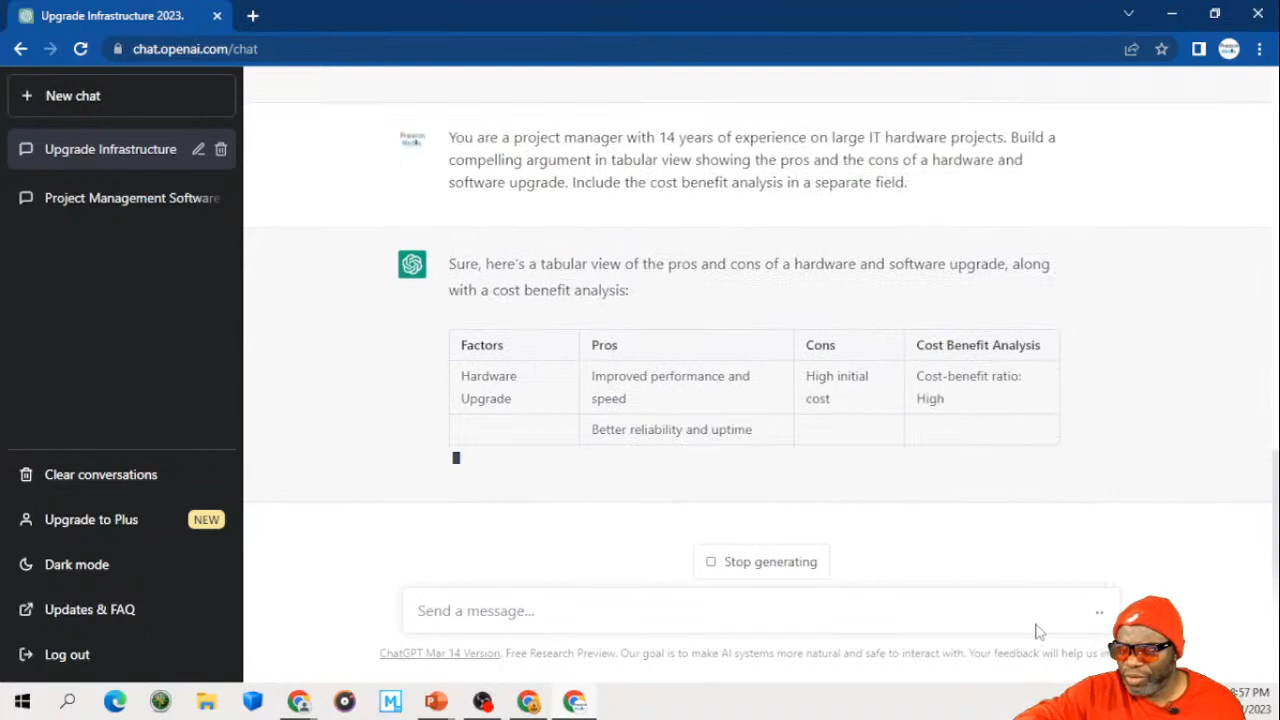 Upgrade Infrastructure 2023.
chat.openai.com/chat
New chat
Upgrade Infrastructure
Project Management Software
You are a project manager with 14 years of experience on large IT hardware projects. Build a
compelling argument in tabular view showing the pros and the cons of a hardware and
software upgrade. Include the cost benefit analysis in a separate field.
Sure, here's a tabular view of the pros and cons of a hardware and software upgrade, along
with a cost benefit analysis:
Factors Pros Cons Cost Benefit Analysis
Hardware Improved performance and High initial Cost-benefit ratio:
Upgrade speed cost High
Better reliability and uptime
Clear conversations
Upgrade to Plus NEW
Dark mode
Updates & FAQ
Log out
Stop generating
Send a message...
ChatGPT Mar 14 Version. Free Research Preview. Our goal is to make AI systems more natural and safe to interact with. Your feedback will help us
:57 PM
/2023